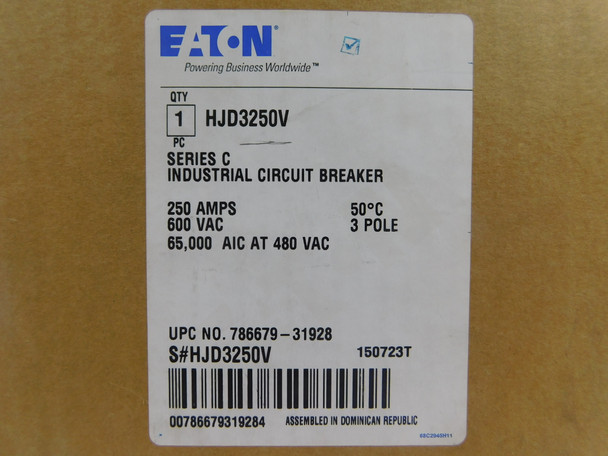 EATON
Powering Business Worldwide™
QTY
1 HJD3250V
PC
SERIES C
INDUSTRIAL CIRCUIT BREAKER
250 AMPS 50°C
600 VAC 3 POLE
65,000 AIC AT 480 VAC
UPC NO. 786679-31928
S#HJD3250V 150723T
00786679319284 ASSEMBLED IN DOMINICAN REPUBLIC